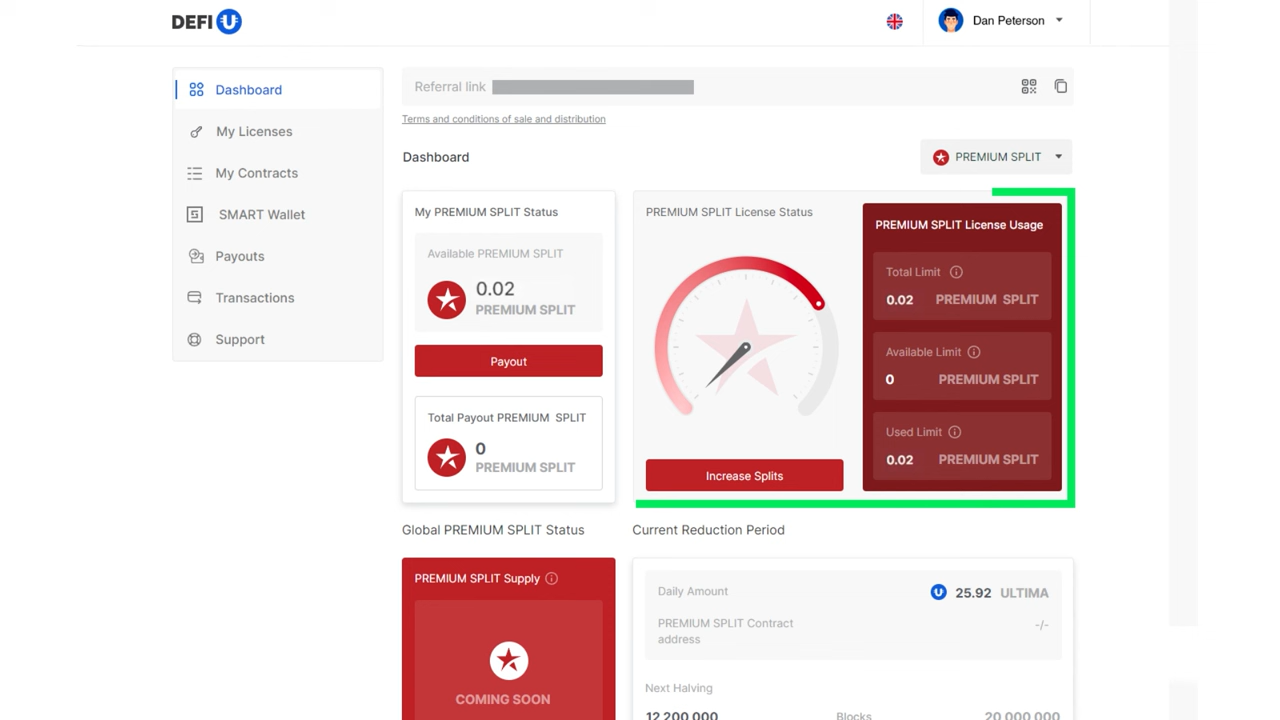 DEFI U
Dan Peterson
Dashboard
My Licenses
My Contracts
SMART Wallet
Payouts
Transactions
Support
Referral link
Terms and conditions of sale and distribution
Dashboard
PREMIUM SPLIT
My PREMIUM SPLIT Status
Available PREMIUM SPLIT
0.02
PREMIUM SPLIT
Payout
Total Payout PREMIUM SPLIT
0
PREMIUM SPLIT
PREMIUM SPLIT License Status
Increase Splits
PREMIUM SPLIT License Usage
Total Limit
0.02 PREMIUM SPLIT
Available Limit
0 PREMIUM SPLIT
Used Limit
0.02 PREMIUM SPLIT
Global PREMIUM SPLIT Status
PREMIUM SPLIT Supply
COMING SOON
Current Reduction Period
Daily Amount 25.92 ULTIMA
PREMIUM SPLIT Contract
address -/-
Next Halving
12 200 000 Blocks 20 000 000